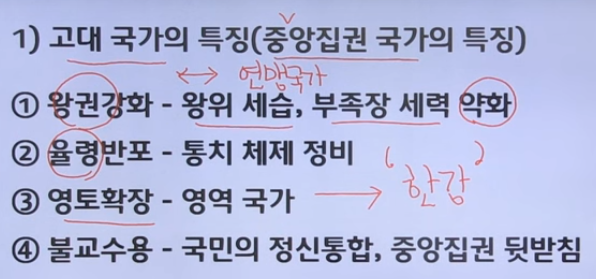 1) 고대 국가의 특징(중앙집권 국가의 특징)
↔ 연맹국가
① 왕권강화 - 왕위 세습, 부족장 세력 약화
② 율령반포 - 통치 체제 정비
③ 영토확장 - 영역 국가 → ‘한강’
④ 불교수용 - 국민의 정신통합, 중앙집권 뒷받침